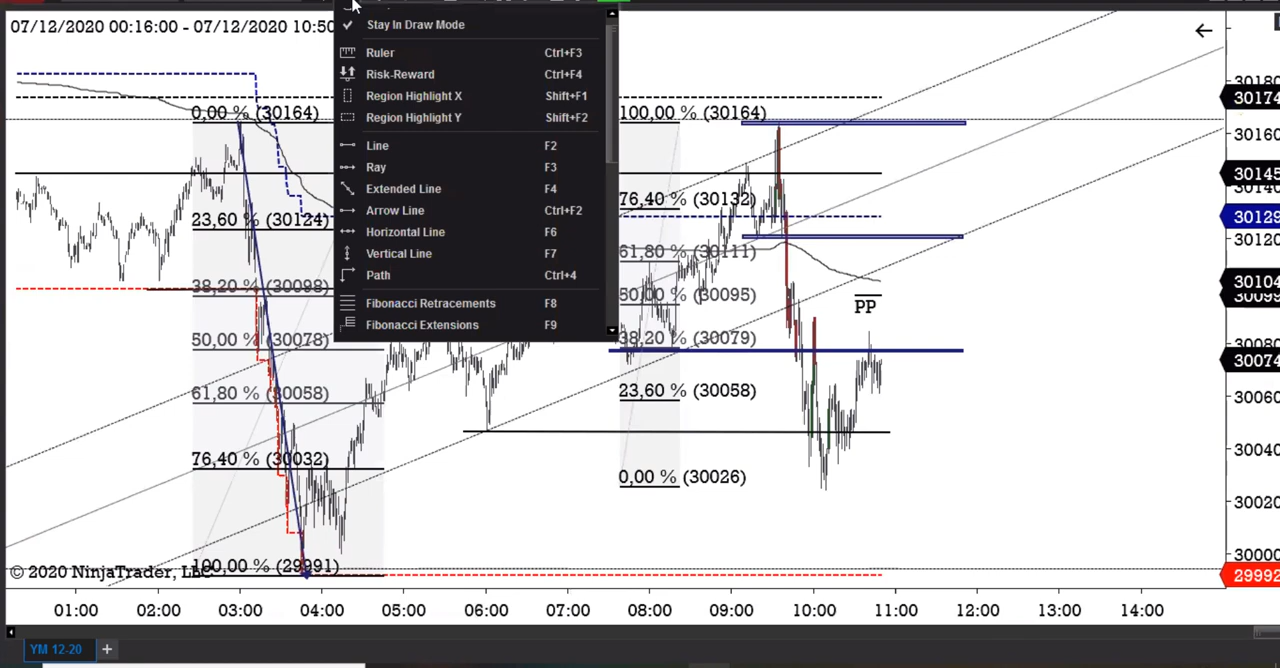 07/12/2020 00:16:00 - 07/12/2020 10:50
Stay In Draw Mode
Ruler Ctrl+F3
Risk-Reward Ctrl+F4
Region Highlight X Shift+F1
Region Highlight Y Shift+F2
Line F2
Ray F3
Extended Line F4
Arrow Line Ctrl+F2
Horizontal Line F6
Vertical Line F7
Path Ctrl+4
Fibonacci Retracements F8
Fibonacci Extensions F9
0,00 % (30164)
23,60 % (30124)
38,20 % (30098)
50,00 % (30078)
61,80 % (30058)
76,40 % (30032)
100,00 % (29991)
100,00 % (30164)
76,40 % (30132)
61,80 % (30111)
50,00 % (30095)
38,20 % (30079)
23,60 % (30058)
0,00 % (30026)
PP
30180
30174
30160
30145
30140
30129
30120
30104
30099
30080
30074
30060
30040
30020
30000
29992
© 2020 NinjaTrader, LLC
01:00 02:00 03:00 04:00 05:00 06:00 07:00 08:00 09:00 10:00 11:00 12:00 13:00 14:00
YM 12-20 +